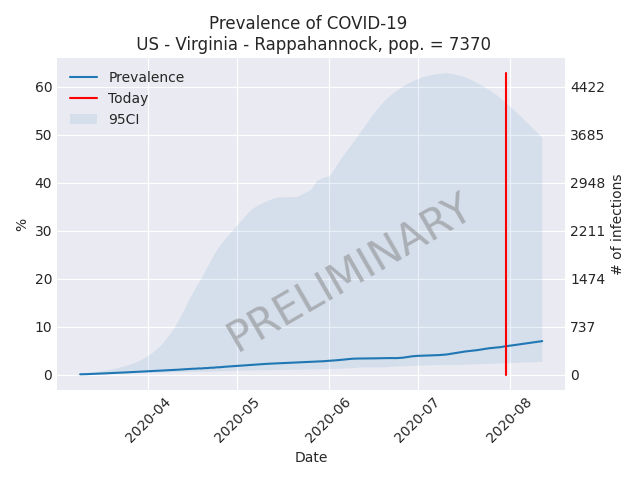 Prevalence of COVID-19
US - Virginia - Rappahannock, pop. = 7370
Prevalence
Today
95CI
60
50
40
30
20
10
0
%
4422
3685
2948
2211
1474
737
0
# of infections
PRELIMINARY
2020-04
2020-05
2020-06
2020-07
2020-08
Date